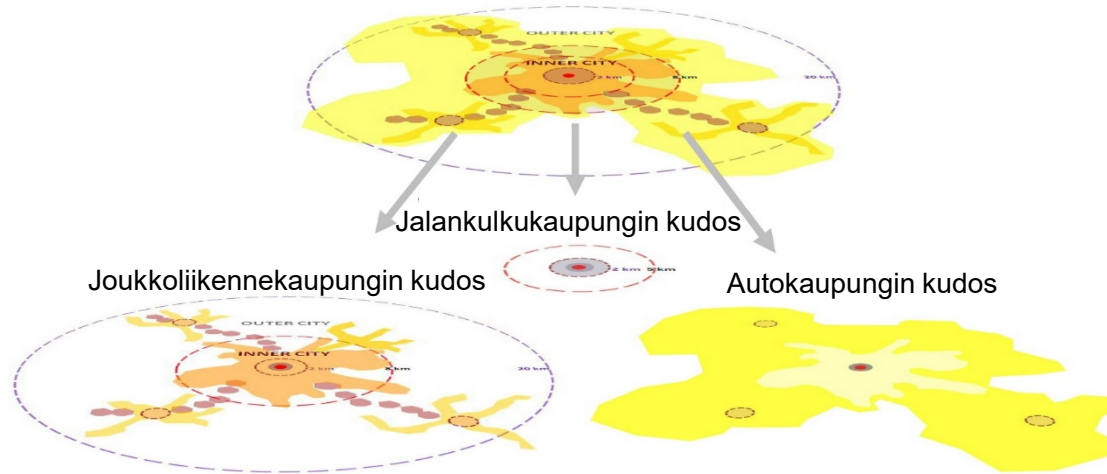 OUTER CITY
INNER CITY
2 km
8 km
20 km
Jalankulkukaupungin kudos
2 km
5 km
Joukkoliikennekaupungin kudos
Autokaupungin kudos
OUTER CITY
INNER CITY
2 km
8 km
20 km